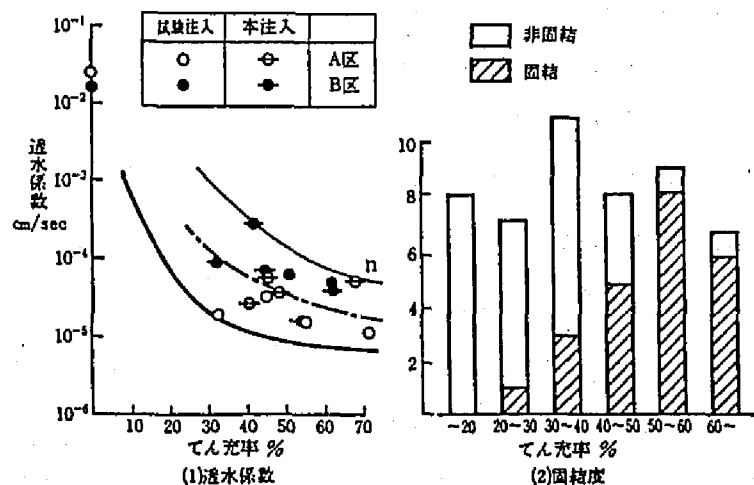 試験注入 本注入
A区
B区
10⁻¹
10⁻²
10⁻³
10⁻⁴
10⁻⁵
10⁻⁶
透水係数
cm/sec
n
10 20 30 40 50 60 70
てん充率 %
(1)透水係数
非固結
固結
10
8
6
4
2
~20 20~30 30~40 40~50 50~60 60~
てん充率 %
(2)固結度